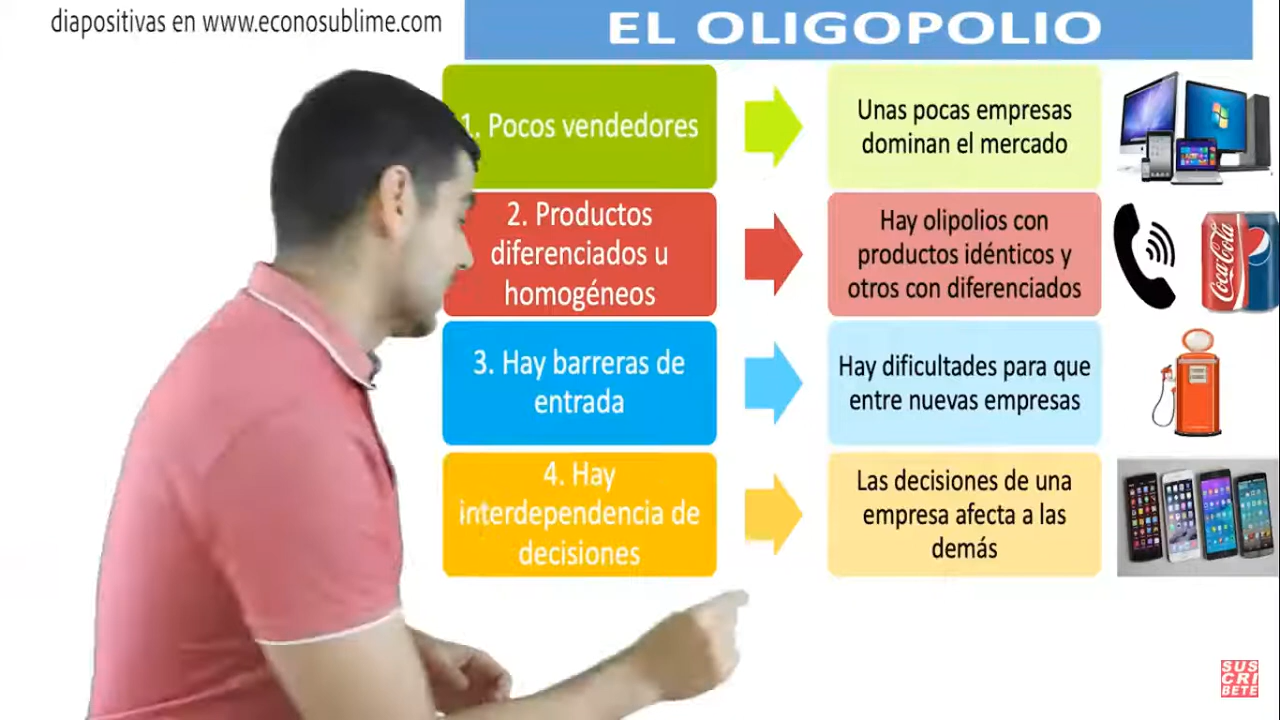 diapositivas en www.econosublime.com
EL OLIGOPOLIO
1. Pocos vendedores
Unas pocas empresas
dominan el mercado
2. Productos
diferenciados u
homogéneos
Hay olipolios con
productos idénticos y
otros con diferenciados
Coca-Cola
3. Hay barreras de
entrada
Hay dificultades para que
entre nuevas empresas
4. Hay
interdependencia de
decisiones
Las decisiones de una
empresa afecta a las
demás
SUS
CRI
BETE